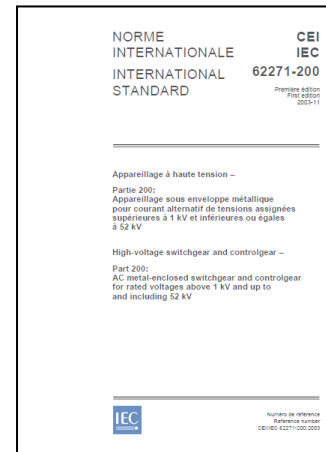 NORME
INTERNATIONALE
INTERNATIONAL
STANDARD
CEI
IEC
62271-200
Première édition
First edition
2003-11
Appareillage à haute tension –
Partie 200:
Appareillage sous enveloppe métallique
pour courant alternatif de tensions assignées
supérieures à 1 kV et inférieures ou égales
à 52 kV
High-voltage switchgear and controlgear –
Part 200:
AC metal-enclosed switchgear and controlgear
for rated voltages above 1 kV and up to
and including 52 kV
IEC
Numéro de référence
Reference number
CEI/IEC 62271-200:2003